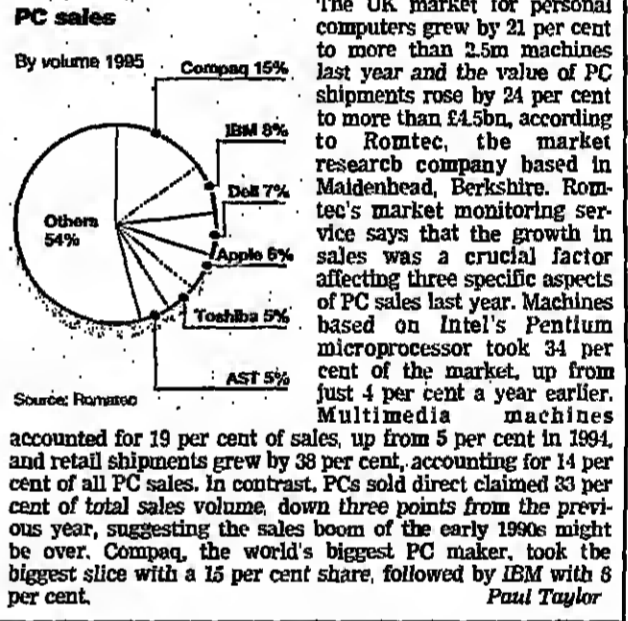 PC sales
By volume 1995
Compaq 15%
IBM 8%
Dell 7%
Apple 6%
Toshiba 5%
AST 5%
Others
54%
Source: Romtec
The UK market for personal
computers grew by 21 per cent
to more than 2.5m machines
last year and the value of PC
shipments rose by 24 per cent
to more than £4.5bn, according
to Romtec, the market
research company based in
Maidenhead, Berkshire. Rom-
tec's market monitoring ser-
vice says that the growth in
sales was a crucial factor
affecting three specific aspects
of PC sales last year. Machines
based on Intel's Pentium
microprocessor took 34 per
cent of the market, up from
just 4 per cent a year earlier.
Multimedia machines
accounted for 19 per cent of sales, up from 5 per cent in 1994,
and retail shipments grew by 38 per cent, accounting for 14 per
cent of all PC sales. In contrast, PCs sold direct claimed 33 per
cent of total sales volume, down three points from the previ-
ous year, suggesting the sales boom of the early 1990s might
be over. Compaq, the world's biggest PC maker, took the
biggest slice with a 15 per cent share, followed by IBM with 8
per cent.
Paul Taylor